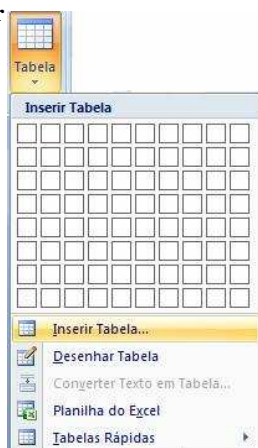 r
Tabela
Inserir Tabela
Inserir Tabela...
Desenhar Tabela
Converter Texto em Tabela...
Planilha do Excel
Tabelas Rápidas